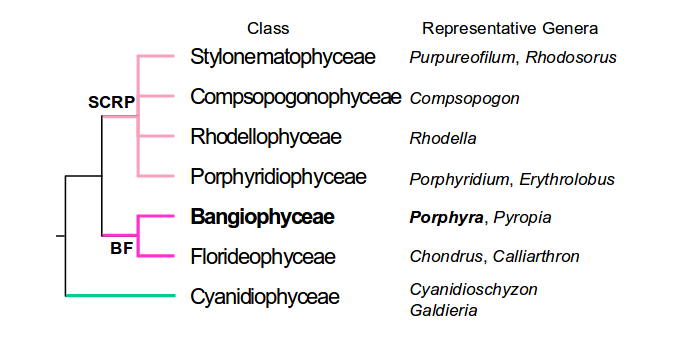 Class Representative Genera
Stylonematophyceae Purpureofilum, Rhodosorus
SCRP
Compsopogonophyceae Compsopogon
Rhodellophyceae Rhodella
Porphyridiophyceae Porphyridium, Erythrolobus
Bangiophyceae Porphyra, Pyropia
BF
Florideophyceae Chondrus, Calliarthron
Cyanidiophyceae Cyanidioschyzon
Galdieria